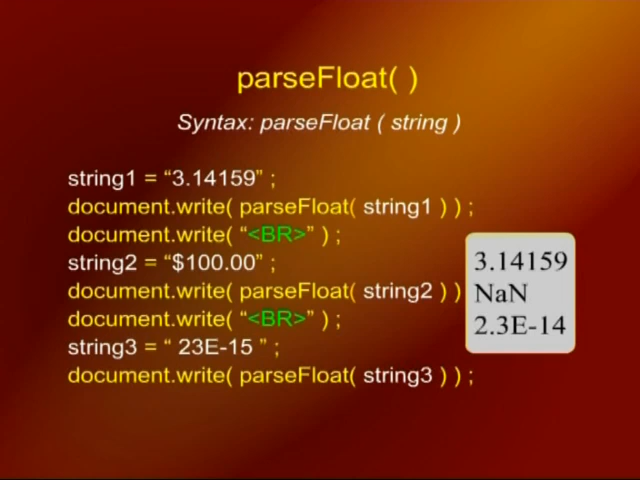 parseFloat( )
Syntax: parseFloat ( string )
string1 = “3.14159” ;
document.write( parseFloat( string1 ) ) ;
document.write( “<BR>” ) ;
string2 = “$100.00” ;
document.write( parseFloat( string2 ) )
document.write( “<BR>” ) ;
string3 = “ 23E-15 ” ;
document.write( parseFloat( string3 ) ) ;
3.14159
NaN
2.3E-14